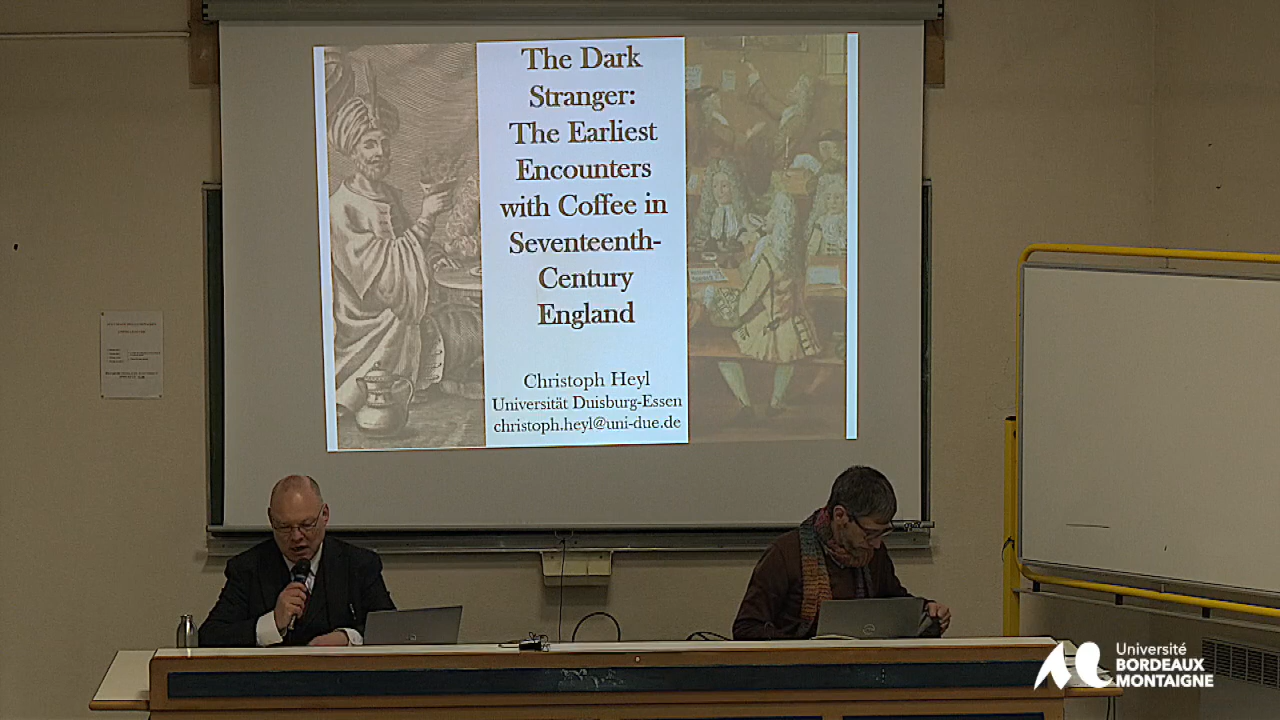 The Dark
Stranger:
The Earliest
Encounters
with Coffee in
Seventeenth-
Century
England
Christoph Heyl
Universität Duisburg-Essen
christoph.heyl@uni-due.de
Université
BORDEAUX
MONTAIGNE